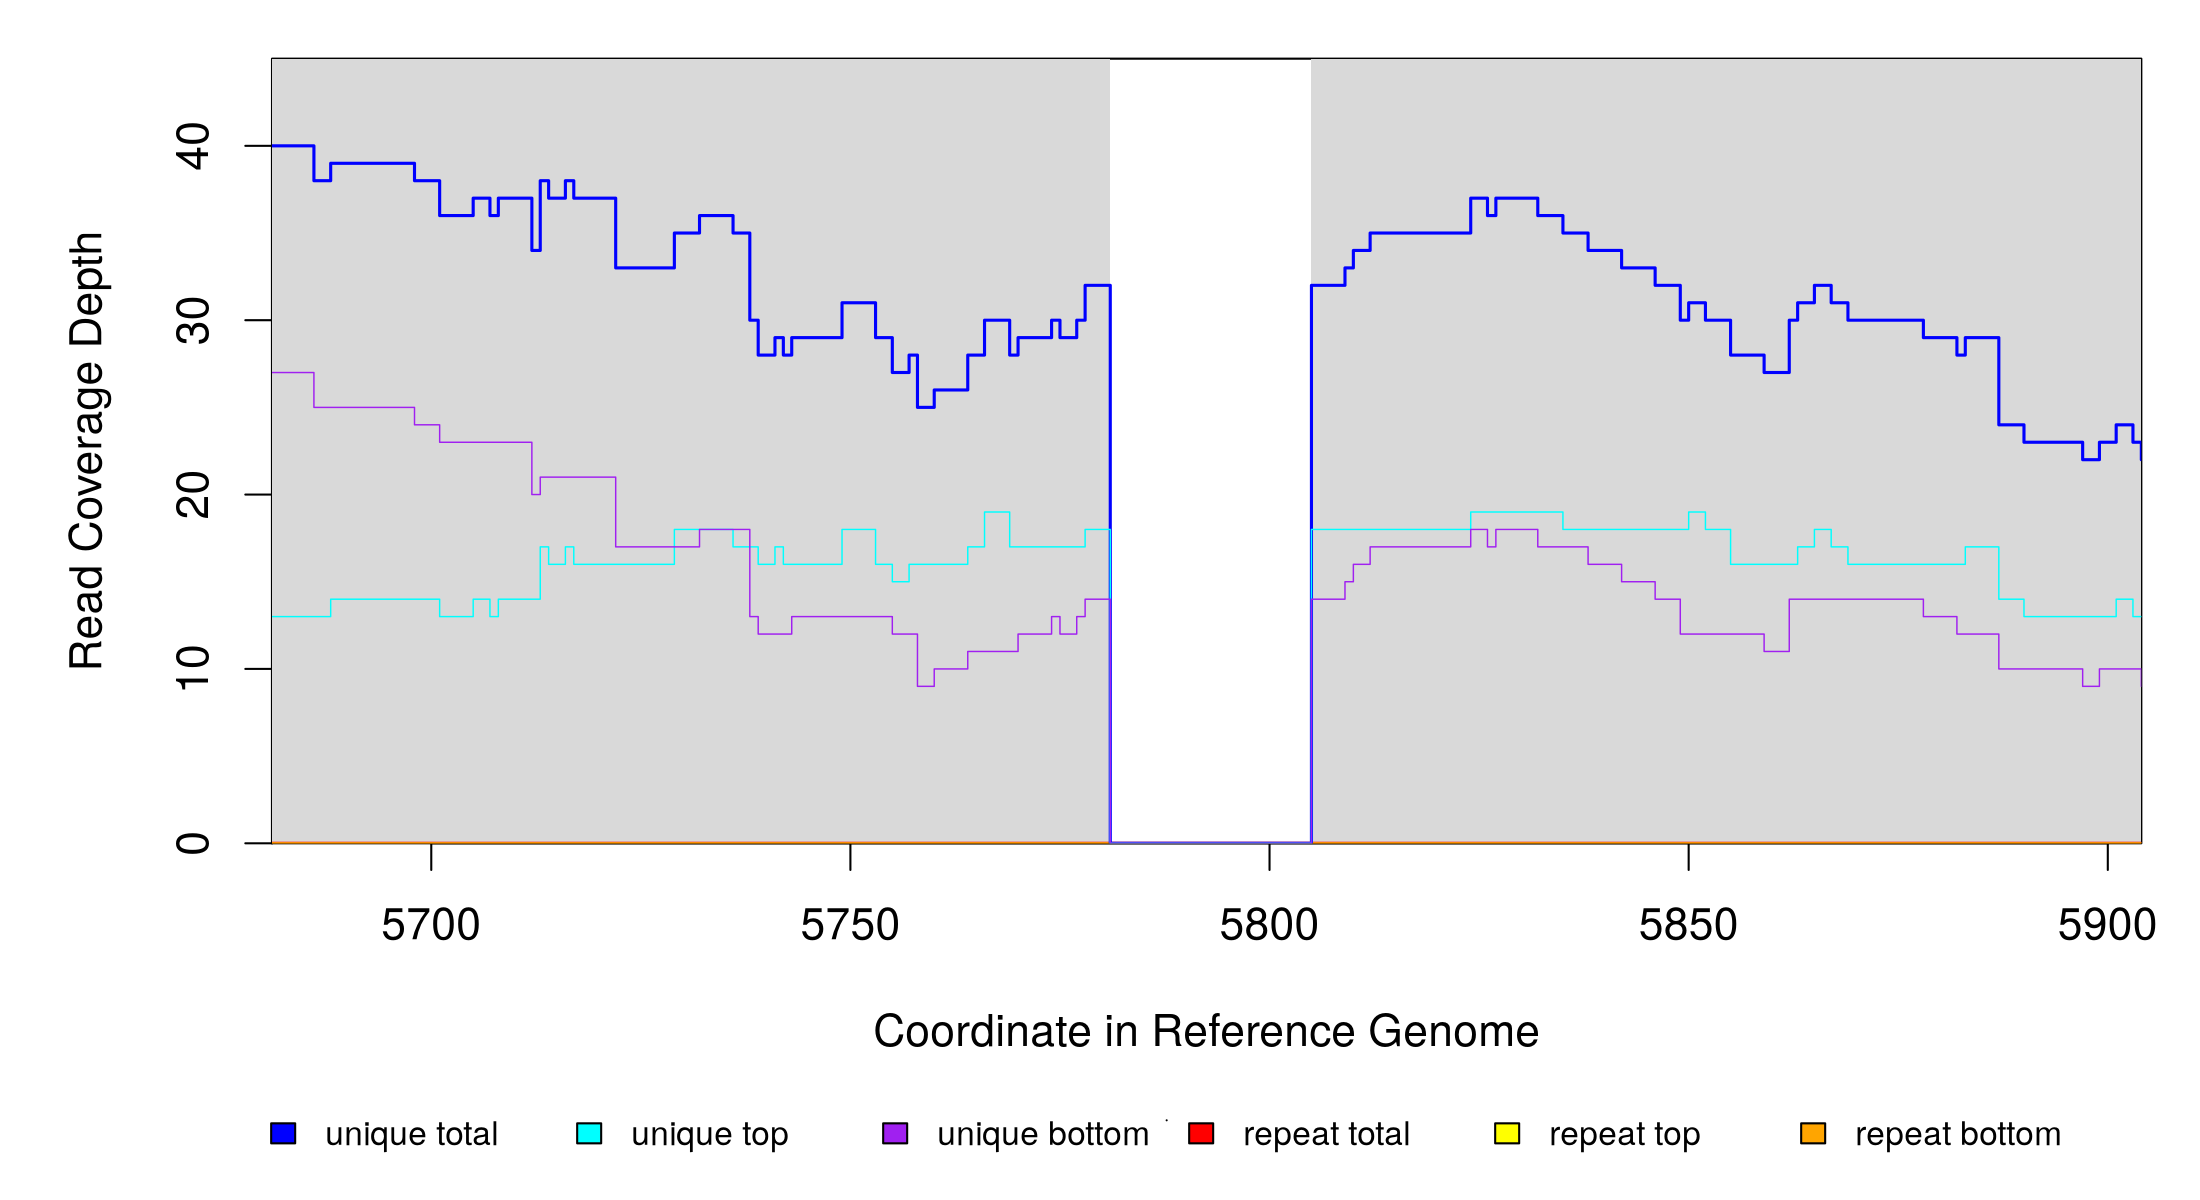 Read Coverage Depth
40
30
20
10
0
5700 5750 5800 5850 5900
Coordinate in Reference Genome
unique total unique top unique bottom repeat total repeat top repeat bottom